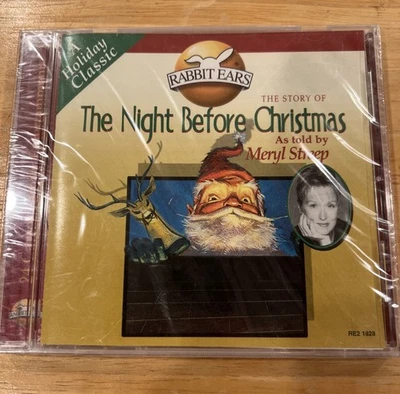 A
Holiday
Classic
RABBIT EARS
THE STORY OF
The Night Before Christmas
As told by
Meryl Streep
RE2 1828